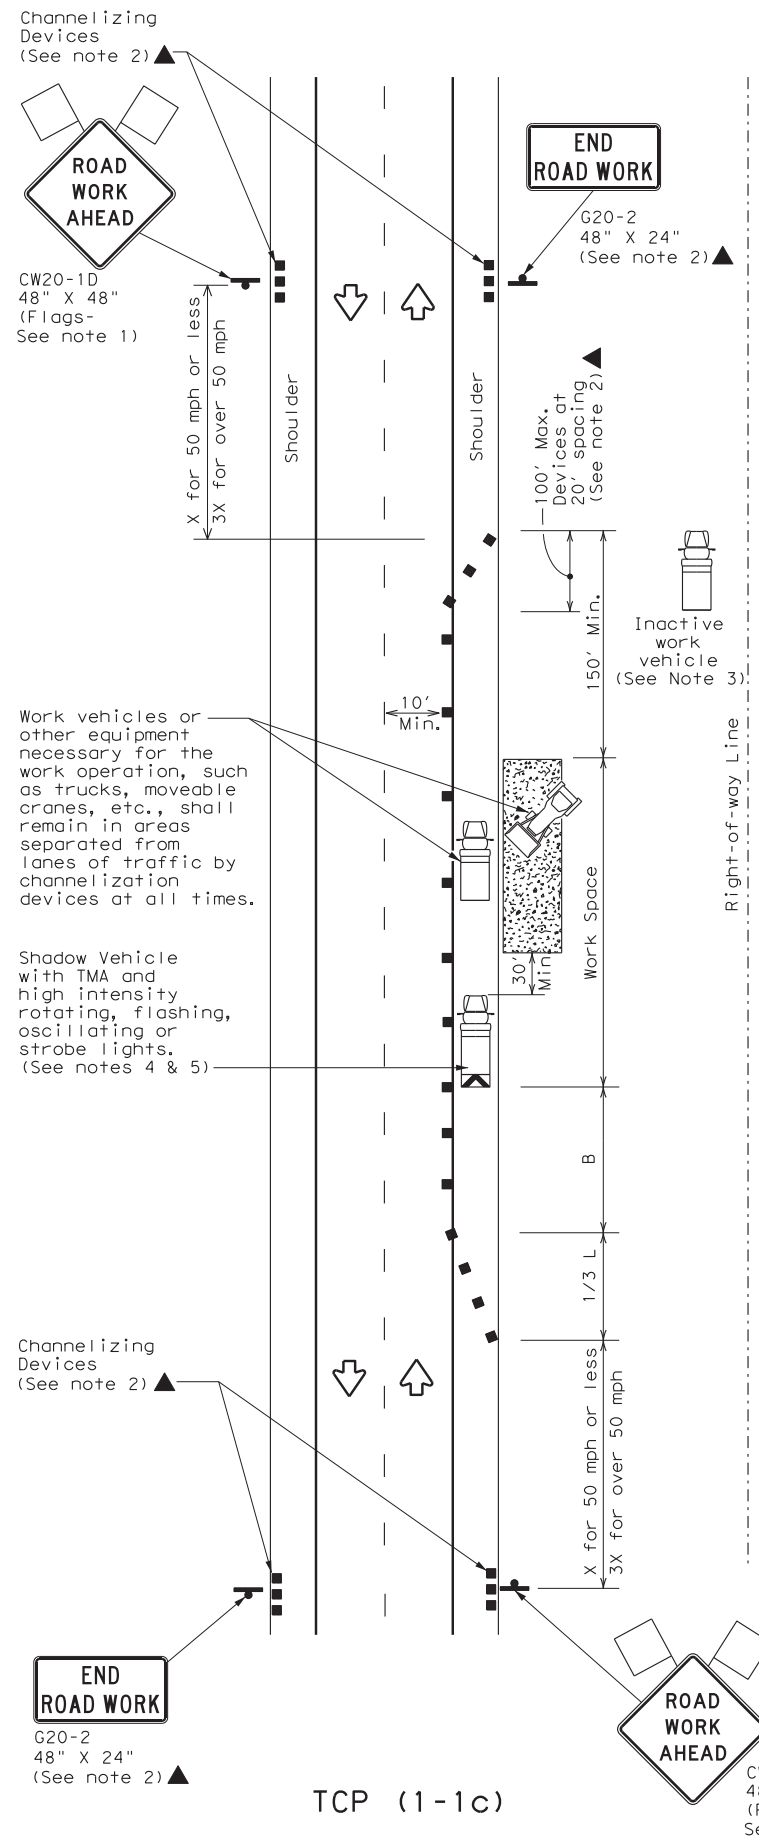 Channelizing
Devices
(See note 2)
ROAD
WORK
AHEAD
CW20-1D
48" X 48"
(Flags-
See note 1)
END
ROAD WORK
G20-2
48" X 24"
(See note 2)
X for 50 mph or less
3X for over 50 mph
Shoulder
Shoulder
100' Max.
Devices at
20' spacing
(See note 2)
150' Min.
Inactive
work
vehicle
(See Note 3)
10'
Min.
Work vehicles or
other equipment
necessary for the
work operation, such
as trucks, moveable
cranes, etc., shall
remain in areas
separated from
lanes of traffic by
channelization
devices at all times.
Right-of-way Line
Work Space
30'
Min.
Shadow Vehicle
with TMA and
high intensity
rotating, flashing,
oscillating or
strobe lights.
(See notes 4 & 5)
B
1/3 L
Channelizing
Devices
(See note 2)
X for 50 mph or less
3X for over 50 mph
END
ROAD WORK
G20-2
48" X 24"
(See note 2)
ROAD
WORK
AHEAD
TCP (1-1c)